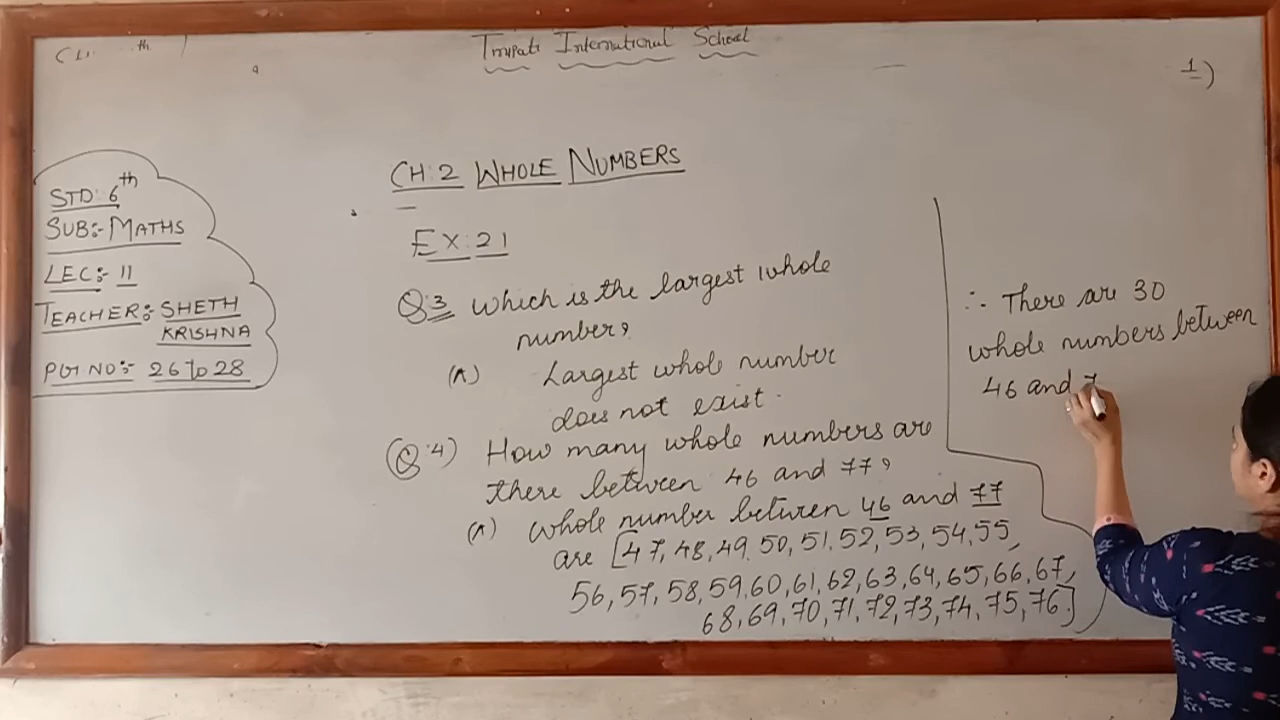 International School
1)
STD: 6th
SUB:- MATHS
LEC:- 11
TEACHER:- SHETH
KRISHNA
PG NO:- 26 to 28
CH:2 WHOLE NUMBERS
EX:21
Q:3 which is the largest whole
number?
(A) Largest whole number
does not exist.
Q:4) How many whole numbers are
there between 46 and 77?
(A) whole number between 46 and 77
are [47, 48, 49, 50, 51, 52, 53, 54, 55,
56, 57, 58, 59, 60, 61, 62, 63, 64, 65, 66, 67,
68, 69, 70, 71, 72, 73, 74, 75, 76]
∴ There are 30
whole numbers between
46 and 7